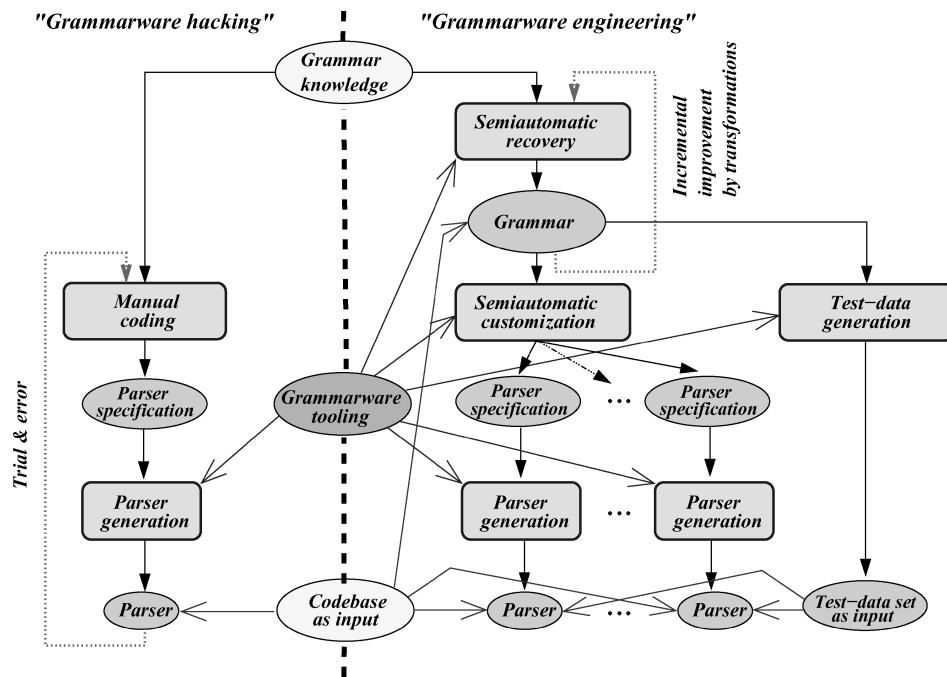 "Grammarware hacking"
"Grammarware engineering"
Grammar
knowledge
Semiautomatic
recovery
Incremental
improvement
by transformations
Grammar
Manual
coding
Semiautomatic
customization
Test−data
generation
Parser
specification
Grammarware
tooling
Parser
specification
...
Parser
specification
Trial & error
Parser
generation
Parser
generation
...
Parser
generation
Parser
Codebase
as input
Parser
...
Parser
Test−data set
as input